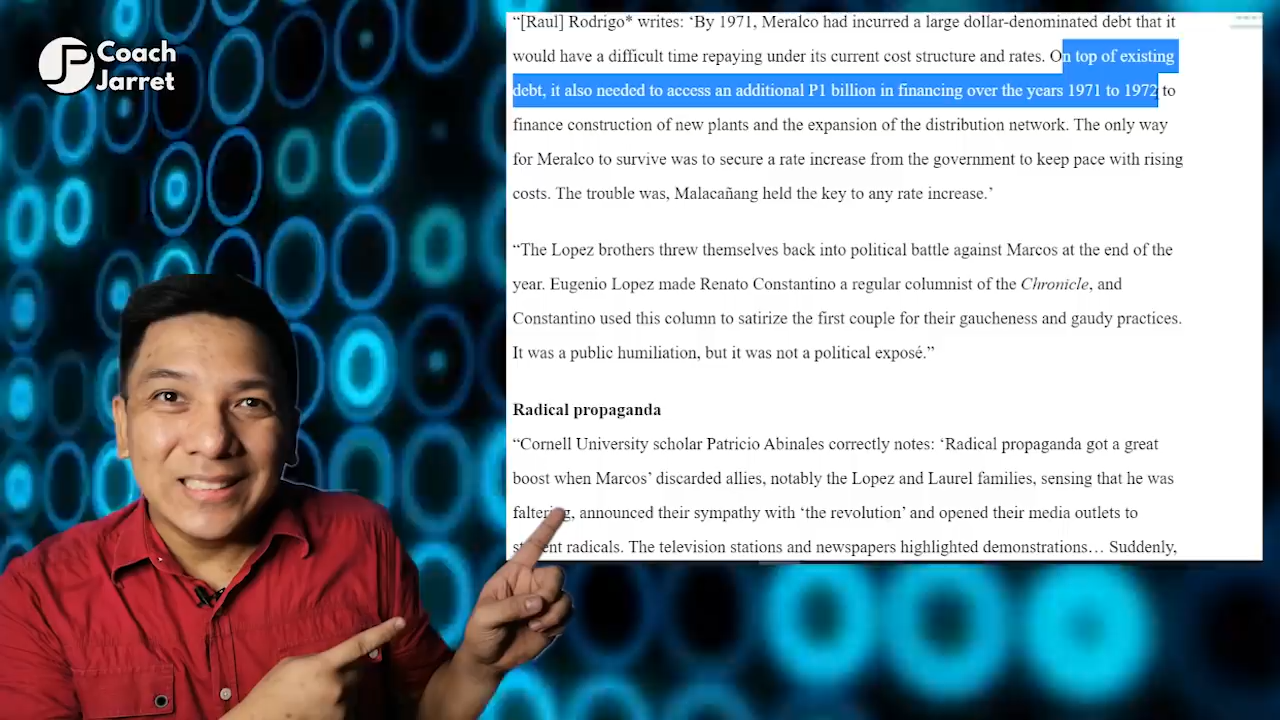 Coach
Jarret
“[Raul] Rodrigo* writes: ‘By 1971, Meralco had incurred a large dollar-denominated debt that it
would have a difficult time repaying under its current cost structure and rates. On top of existing
debt, it also needed to access an additional P1 billion in financing over the years 1971 to 1972 to
finance construction of new plants and the expansion of the distribution network. The only way
for Meralco to survive was to secure a rate increase from the government to keep pace with rising
costs. The trouble was, Malacañang held the key to any rate increase.’
“The Lopez brothers threw themselves back into political battle against Marcos at the end of the
year. Eugenio Lopez made Renato Constantino a regular columnist of the Chronicle, and
Constantino used this column to satirize the first couple for their gaucheness and gaudy practices.
It was a public humiliation, but it was not a political exposé.”
Radical propaganda
“Cornell University scholar Patricio Abinales correctly notes: ‘Radical propaganda got a great
boost when Marcos’ discarded allies, notably the Lopez and Laurel families, sensing that he was
faltering, announced their sympathy with ‘the revolution’ and opened their media outlets to
student radicals. The television stations and newspapers highlighted demonstrations… Suddenly,